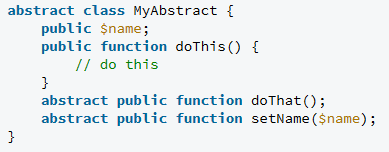 abstract class MyAbstract {
    public $name;
    public function doThis() {
        // do this
    }
    abstract public function doThat();
    abstract public function setName($name);
}